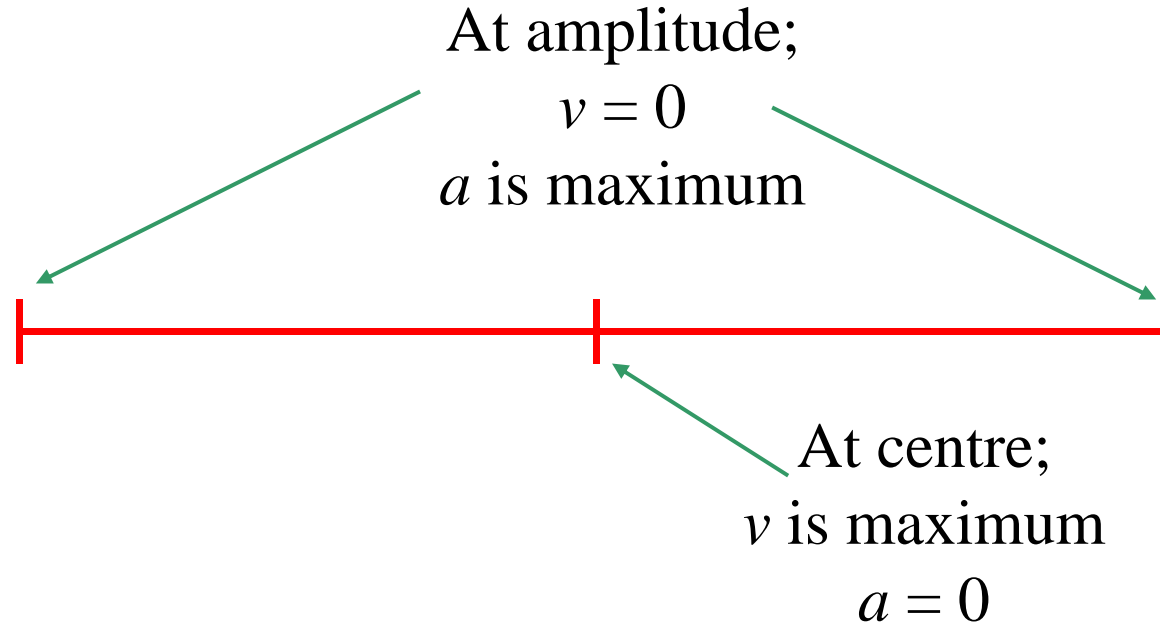 At amplitude;
v = 0
a is maximum
At centre;
v is maximum
a = 0